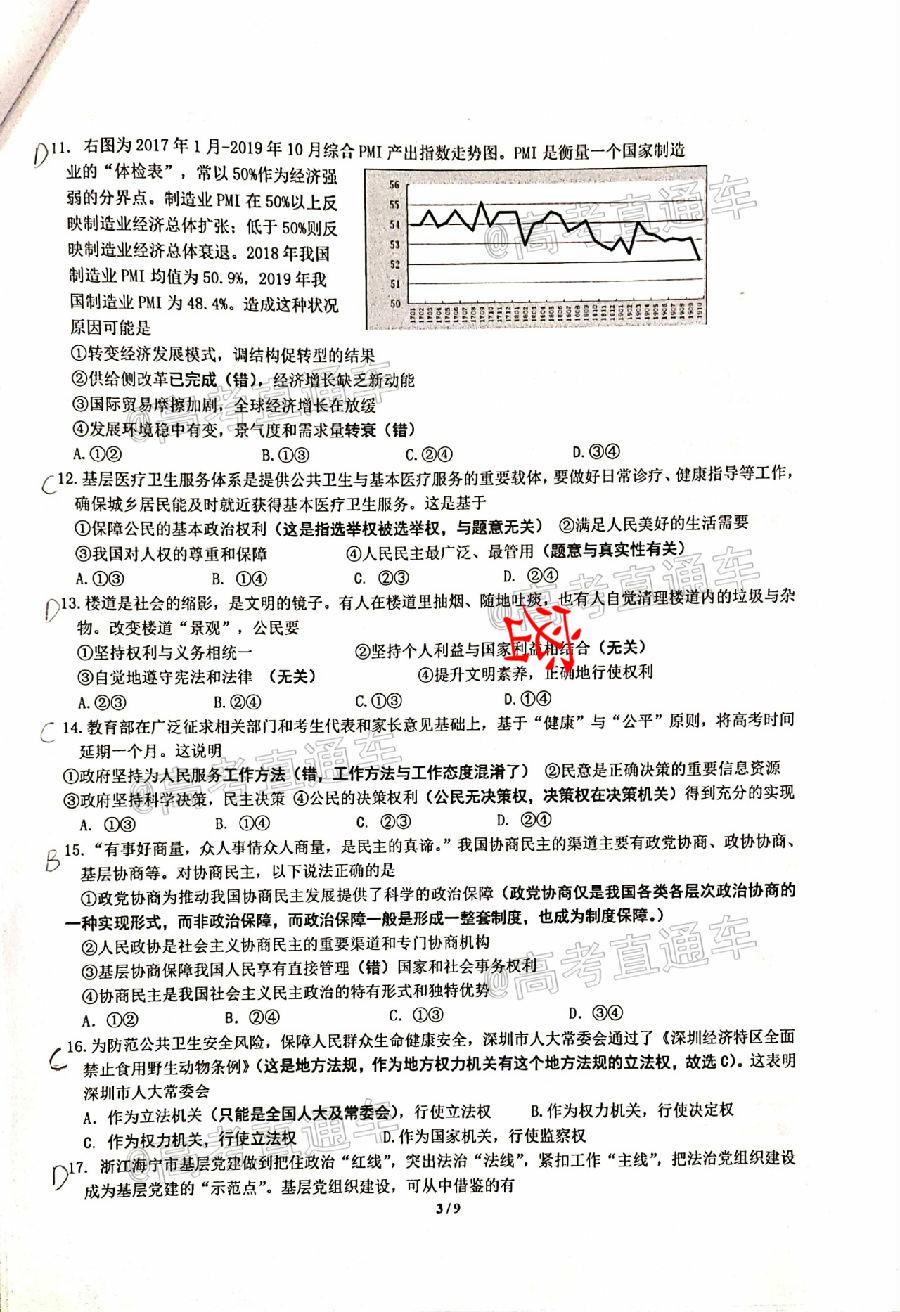 D 11. 右图为2017年1月-2019年10月综合PMI产出指数走势图。PMI是衡量一个国家制造
业的“体检表”，常以50%作为经济强
弱的分界点。制造业PMI在50%以上反
映制造业经济总体扩张；低于50%则反
映制造业经济总体衰退。2018年我国
制造业PMI均值为50.9%，2019年我
国制造业PMI为48.4%。造成这种状况
原因可能是
56
55
54
53
52
51
50
①转变经济发展模式，调结构促转型的结果
②供给侧改革已完成（错），经济增长缺乏新动能
③国际贸易摩擦加剧，全球经济增长在放缓
④发展环境稳中有变，景气度和需求量转衰（错）
A.①② B.①③ C.②④ D.③④
C 12. 基层医疗卫生服务体系是提供公共卫生与基本医疗服务的重要载体，要做好日常诊疗、健康指导等工作，
确保城乡居民能及时就近获得基本医疗卫生服务。这是基于
①保障公民的基本政治权利（这是指选举权被选举权，与题意无关） ②满足人民美好的生活需要
③我国对人权的尊重和保障 ④人民民主最广泛、最管用（题意与真实性有关）
A.①③ B.①④ C.②③ D.②④
D 13. 楼道是社会的缩影，是文明的镜子。有人在楼道里抽烟、随地吐痰，也有人自觉清理楼道内的垃圾与杂
物。改变楼道“景观”，公民要
①坚持权利与义务相统一 ②坚持个人利益与国家利益相结合（无关）
③自觉地遵守宪法和法律（无关） ④提升文明素养，正确地行使权利
A.②③ B.②④ C.①③ D.①④
C 14. 教育部在广泛征求相关部门和考生代表和家长意见基础上，基于“健康”与“公平”原则，将高考时间
延期一个月。这说明
①政府坚持为人民服务工作方法（错，工作方法与工作态度混淆了） ②民意是正确决策的重要信息资源
③政府坚持科学决策，民主决策 ④公民的决策权利（公民无决策权，决策权在决策机关）得到充分的实现
A. ①③ B. ①④ C. ②③ D. ②④
B 15. “有事好商量，众人事情众人商量，是民主的真谛。”我国协商民主的渠道主要有政党协商、政协协商、
基层协商等。对协商民主，以下说法正确的是
①政党协商为推动我国协商民主发展提供了科学的政治保障（政党协商仅是我国各类各层次政治协商的
一种实现形式，而非政治保障，而政治保障一般是形成一整套制度，也成为制度保障。）
②人民政协是社会主义协商民主的重要渠道和专门协商机构
③基层协商保障我国人民享有直接管理（错）国家和社会事务权利
④协商民主是我国社会主义民主政治的特有形式和独特优势
A. ①② B. ②④ C. ①③ D. ③④
C 16. 为防范公共卫生安全风险，保障人民群众生命健康安全，深圳市人大常委会通过了《深圳经济特区全面
禁止食用野生动物条例》（这是地方法规，作为地方权力机关有这个地方法规的立法权，故选C）。这表明
深圳市人大常委会
A. 作为立法机关（只能是全国人大及常委会），行使立法权 B.作为权力机关，行使决定权
C. 作为权力机关，行使立法权 D.作为国家机关，行使监察权
D 17. 浙江海宁市基层党建做到把住政治“红线”，突出法治“法线”，紧扣工作“主线”，把法治党组织建设
成为基层党建的“示范点”。基层党组织建设，可从中借鉴的有
3/9
@高考直通车
@高考直通车
@高考直通车
@高考直通车
@高考直通车
@高考直通车